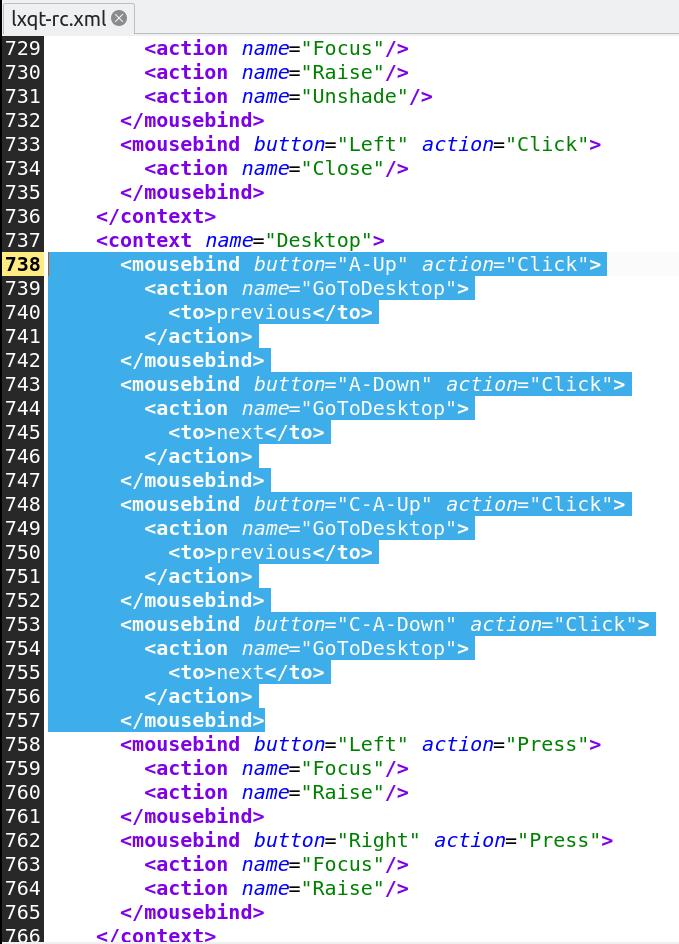 lxqt-rc.xml
729         <action name="Focus"/>
730         <action name="Raise"/>
731         <action name="Unshade"/>
732       </mousebind>
733       <mousebind button="Left" action="Click">
734         <action name="Close"/>
735       </mousebind>
736     </context>
737     <context name="Desktop">
738       <mousebind button="A-Up" action="Click">
739         <action name="GoToDesktop">
740           <to>previous</to>
741         </action>
742       </mousebind>
743       <mousebind button="A-Down" action="Click">
744         <action name="GoToDesktop">
745           <to>next</to>
746         </action>
747       </mousebind>
748       <mousebind button="C-A-Up" action="Click">
749         <action name="GoToDesktop">
750           <to>previous</to>
751         </action>
752       </mousebind>
753       <mousebind button="C-A-Down" action="Click">
754         <action name="GoToDesktop">
755           <to>next</to>
756         </action>
757       </mousebind>
758       <mousebind button="Left" action="Press">
759         <action name="Focus"/>
760         <action name="Raise"/>
761       </mousebind>
762       <mousebind button="Right" action="Press">
763         <action name="Focus"/>
764         <action name="Raise"/>
765       </mousebind>
766     </context>